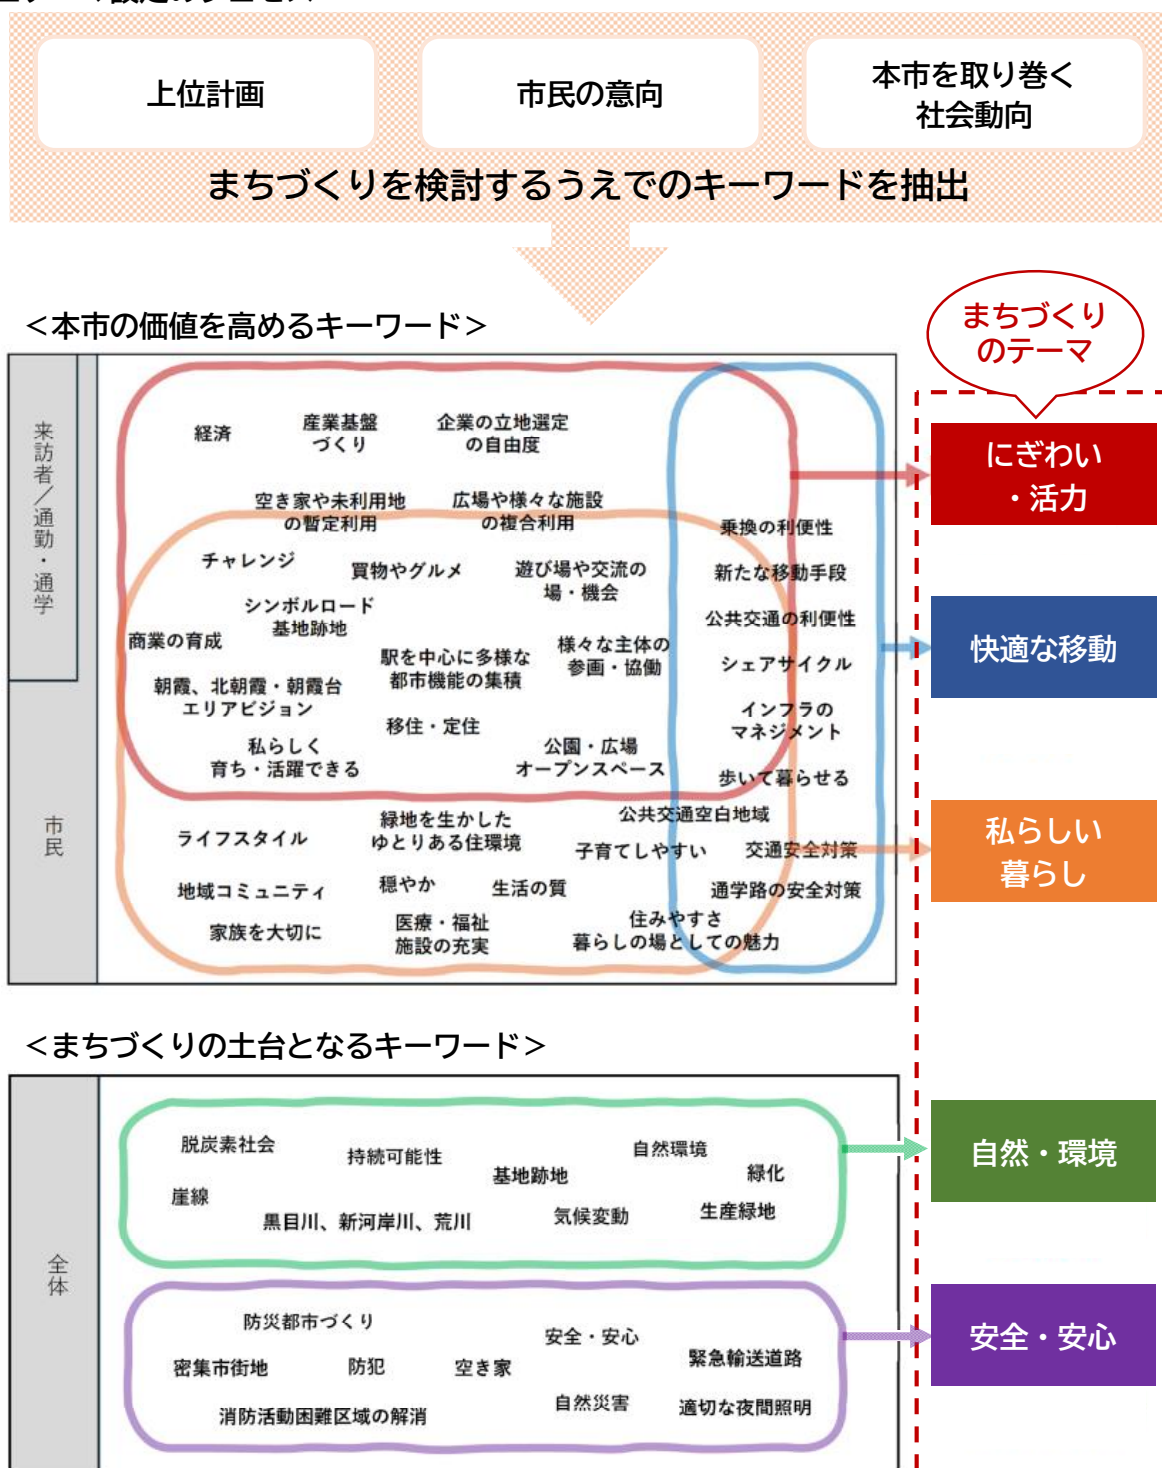 上位計画
市民の意向
本市を取り巻く
社会動向
まちづくりを検討するうえでのキーワードを抽出
＜本市の価値を高めるキーワード＞
まちづくり
のテーマ
来訪者／通勤・通学
市民
経済
産業基盤
づくり
企業の立地選定
の自由度
空き家や未利用地
の暫定利用
広場や様々な施設
の複合利用
乗換の利便性
チャレンジ
買物やグルメ
遊び場や交流の
場・機会
新たな移動手段
シンボルロード
基地跡地
公共交通の利便性
商業の育成
駅を中心に多様な
都市機能の集積
様々な主体の
参画・協働
シェアサイクル
朝霞、北朝霞・朝霞台
エリアビジョン
移住・定住
インフラの
マネジメント
私らしく
育ち・活躍できる
公園・広場
オープンスペース
歩いて暮らせる
ライフスタイル
緑地を生かした
ゆとりある住環境
公共交通空白地域
子育てしやすい
交通安全対策
地域コミュニティ
穏やか
生活の質
通学路の安全対策
家族を大切に
医療・福祉
施設の充実
住みやすさ
暮らしの場としての魅力
にぎわい
・活力
快適な移動
私らしい
暮らし
＜まちづくりの土台となるキーワード＞
全体
脱炭素社会
持続可能性
自然環境
基地跡地
緑化
崖線
黒目川、新河岸川、荒川
気候変動
生産緑地
自然・環境
防災都市づくり
安全・安心
密集市街地
防犯
空き家
緊急輸送道路
消防活動困難区域の解消
自然災害
適切な夜間照明
安全・安心